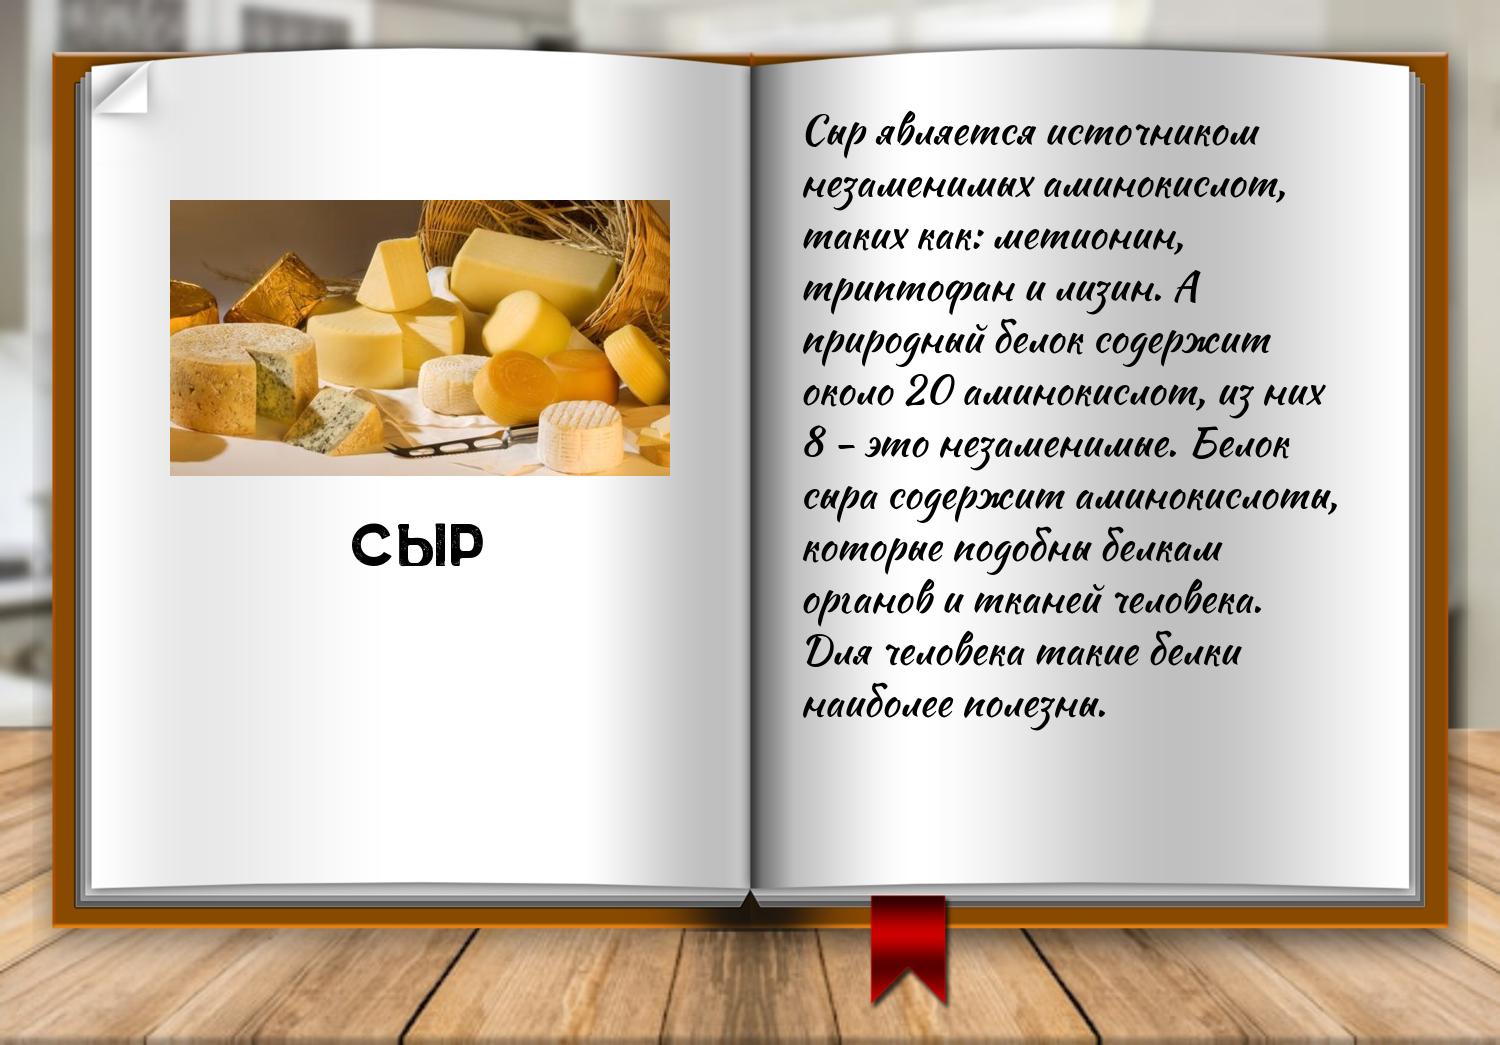 СЫР
Сыр является источником
незаменимых аминокислот,
таких как: метионин,
триптофан и лизин. А
природный белок содержит
около 20 аминокислот, из них
8 - это незаменимые. Белок
сыра содержит аминокислоты,
которые подобны белкам
органов и тканей человека.
Для человека такие белки
наиболее полезны.